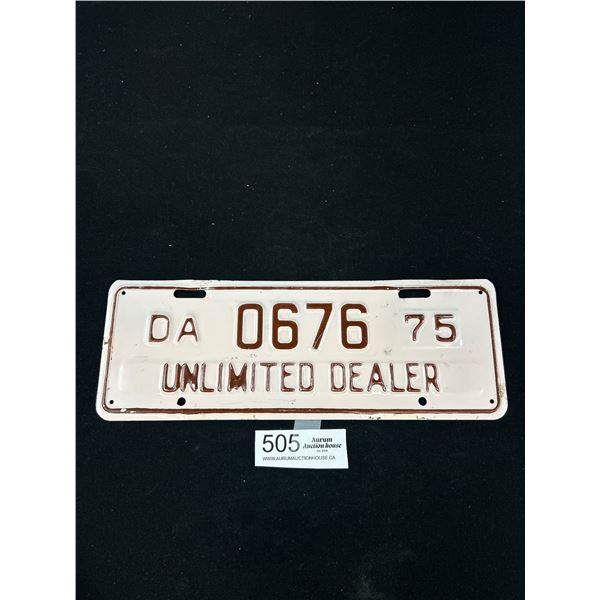 DA 0676 75
UNLIMITED DEALER
505 Aurum
Auction house
WWW.AURUMAUCTIONHOUSE.CA